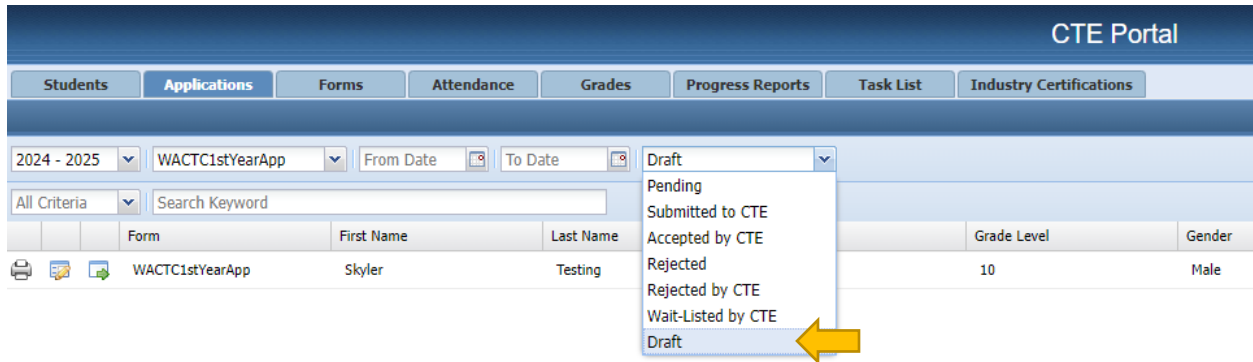 CTE Portal
Students Applications Forms Attendance Grades Progress Reports Task List Industry Certifications
2024 - 2025 WACTC1stYearApp From Date To Date Draft
Pending
All Criteria Search Keyword
Submitted to CTE
Form First Name Last Name Accepted by CTE Grade Level Gender
WACTC1stYearApp Skyler Testing Rejected 10 Male
Rejected by CTE
Wait-Listed by CTE
Draft